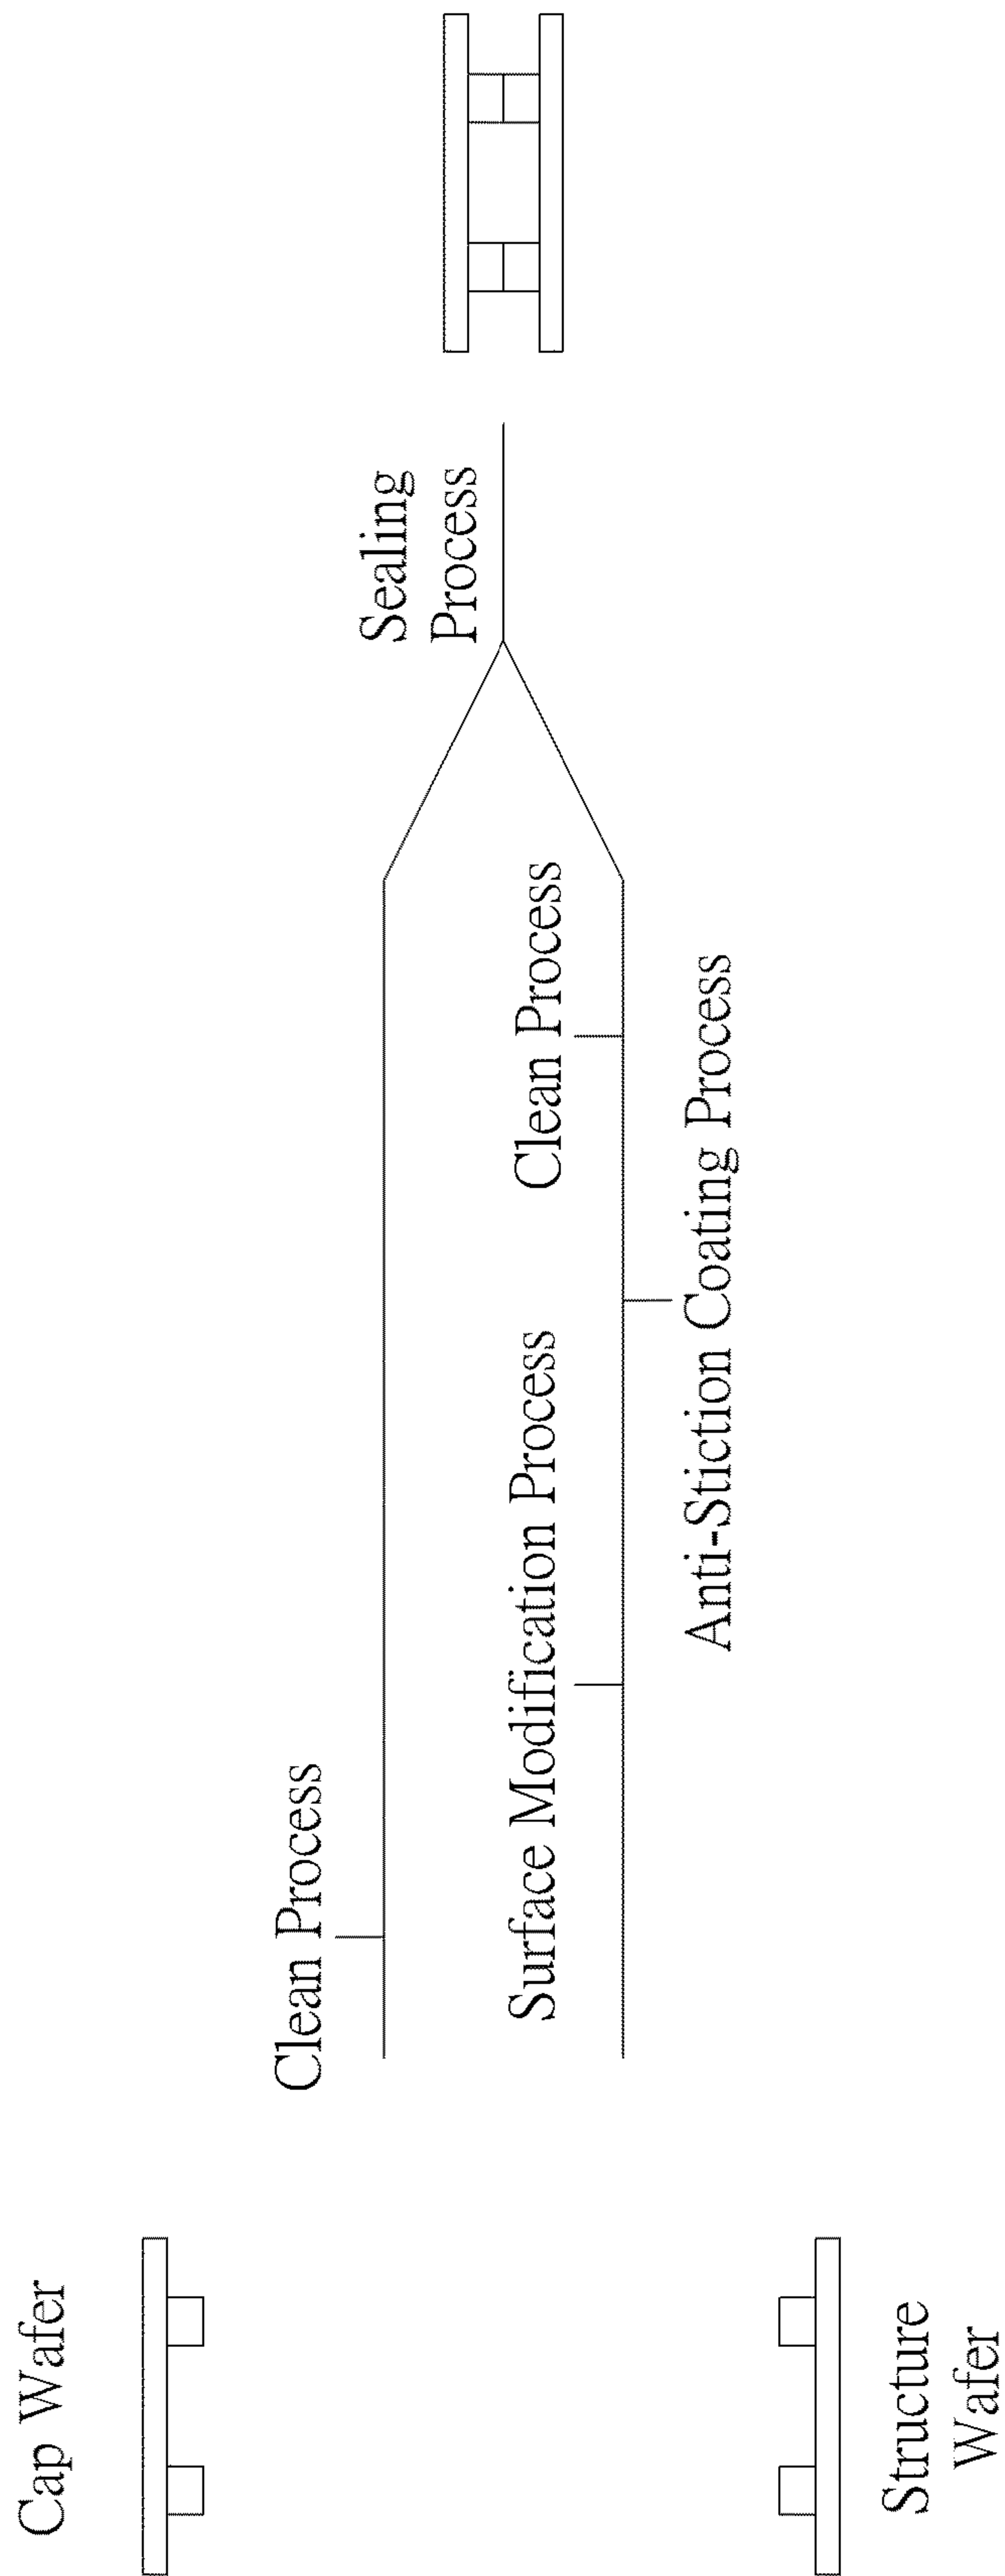 Cap Wafer
Clean Process
Sealing
Process
Surface Modification Process
Clean Process
Anti-Stiction Coating Process
Structure
Wafer